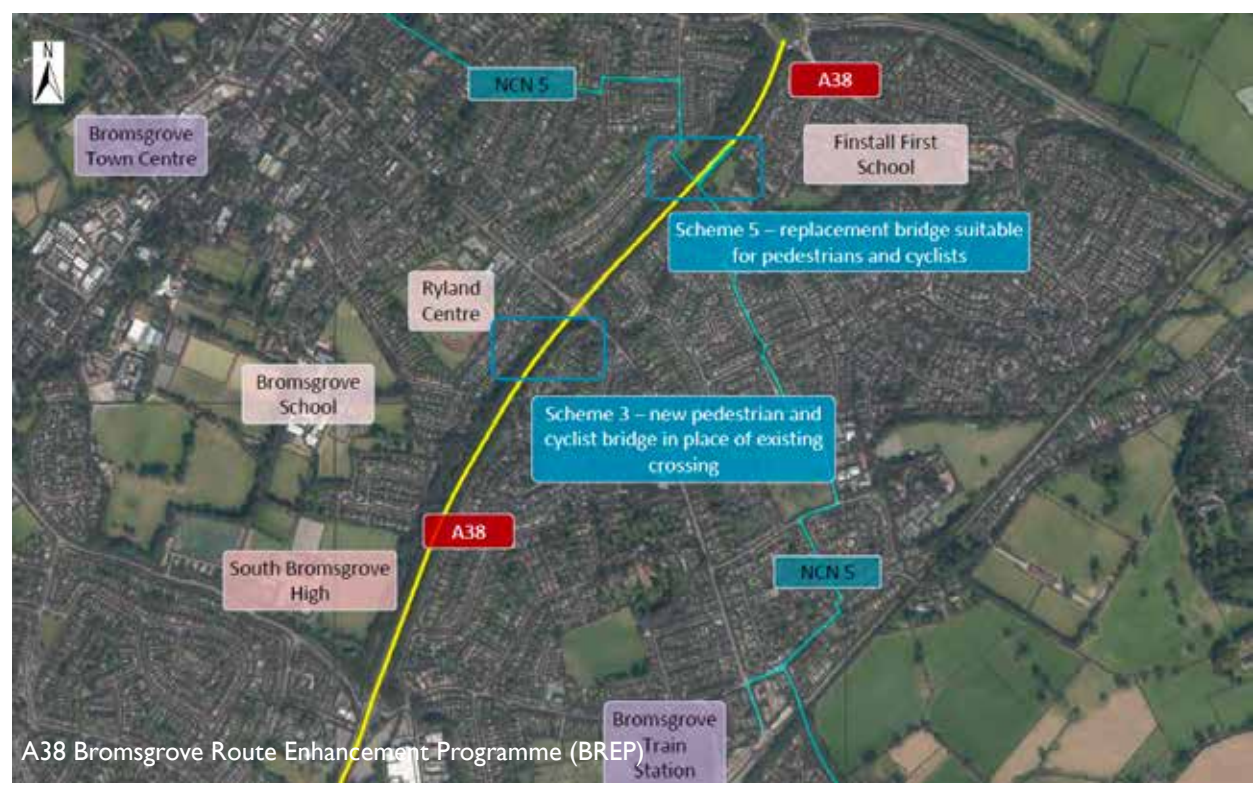 N
NCN 5
A38
Bromsgrove
Town Centre
Finstall First
School
Scheme 5 – replacement bridge suitable
for pedestrians and cyclists
Ryland
Centre
Bromsgrove
School
Scheme 3 – new pedestrian and
cyclist bridge in place of existing
crossing
A38
South Bromsgrove
High
NCN 5
Bromsgrove
Train
Station
A38 Bromsgrove Route Enhancement Programme (BREP)